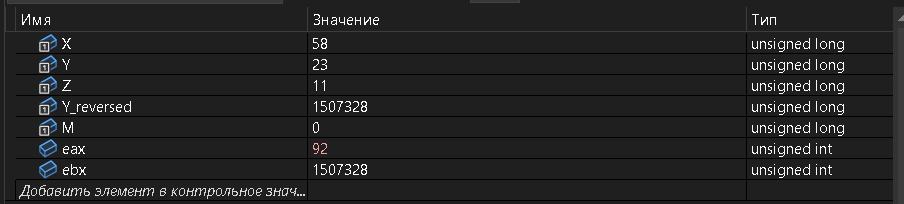 Имя Значение Тип
X 58 unsigned long
Y 23 unsigned long
Z 11 unsigned long
Y_reversed 1507328 unsigned long
M 0 unsigned long
eax 92 unsigned int
ebx 1507328 unsigned int
Добавить элемент в контрольное знач...